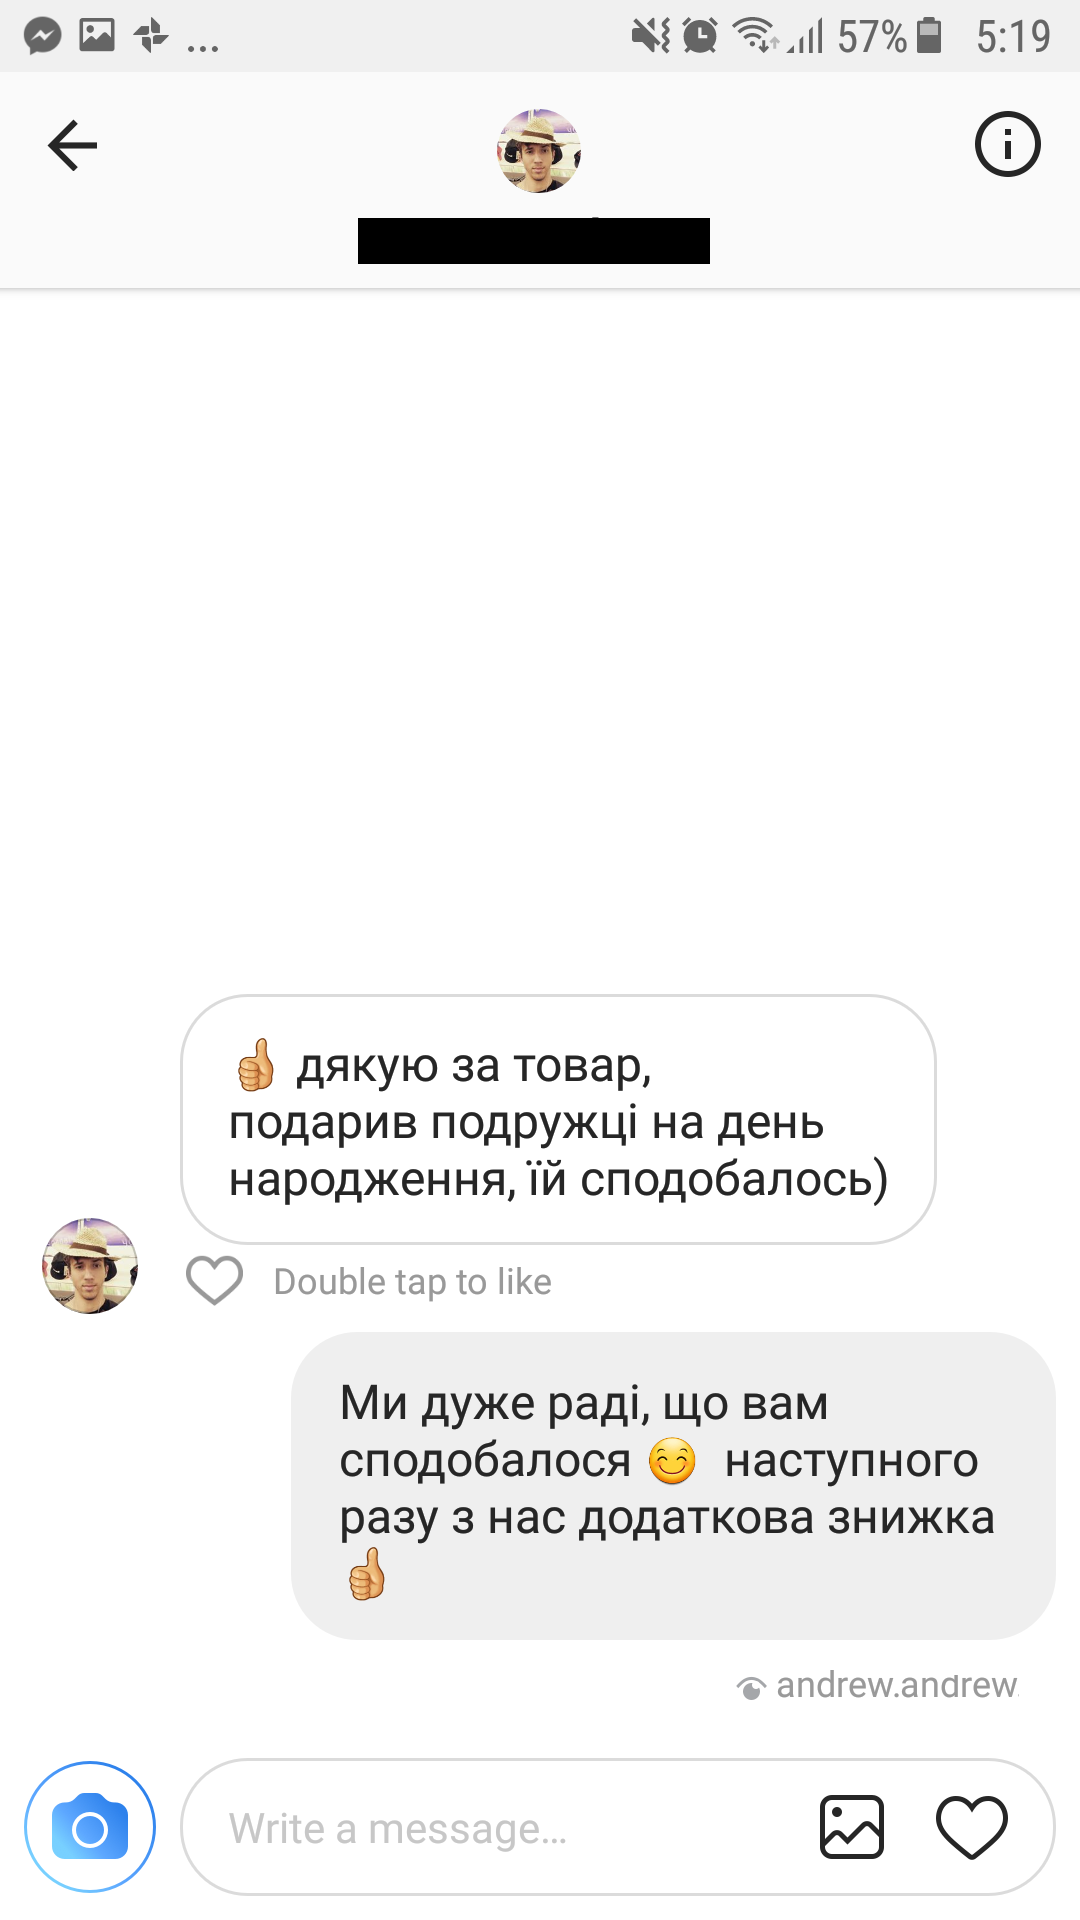 ... 57% 5:19
👍 дякую за товар,
подарив подружці на день
народження, їй сподобалось)
Double tap to like
Ми дуже раді, що вам
сподобалося 😊 наступного
разу з нас додаткова знижка
👍
andrew.andrew.
Write a message...